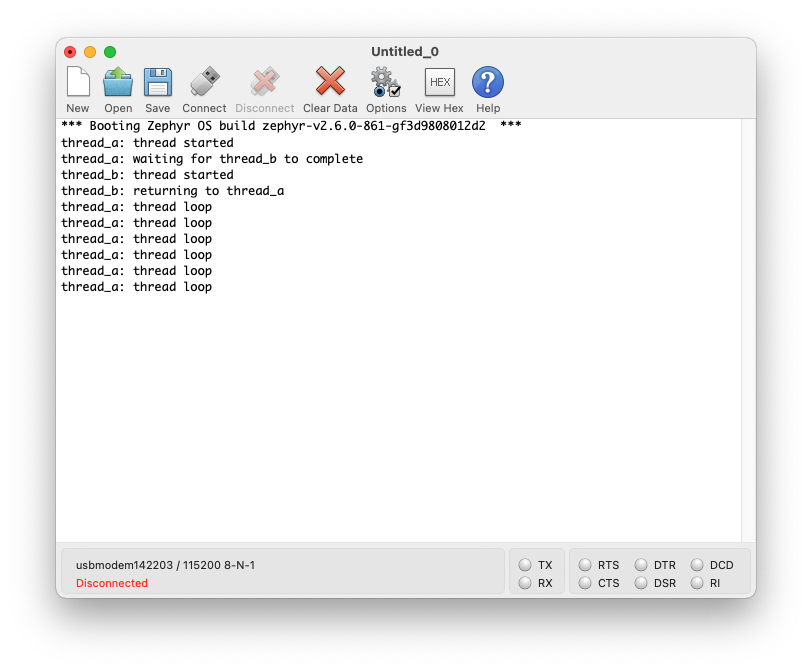 Untitled_0
New Open Save Connect Disconnect Clear Data Options HEX View Hex ? Help
*** Booting Zephyr OS build zephyr-v2.6.0-861-gf3d9808012d2  ***
thread_a: thread started
thread_a: waiting for thread_b to complete
thread_b: thread started
thread_b: returning to thread_a
thread_a: thread loop
thread_a: thread loop
thread_a: thread loop
thread_a: thread loop
thread_a: thread loop
thread_a: thread loop
usbmodem142203 / 115200 8-N-1 TX RTS DTR DCD
Disconnected RX CTS DSR RI